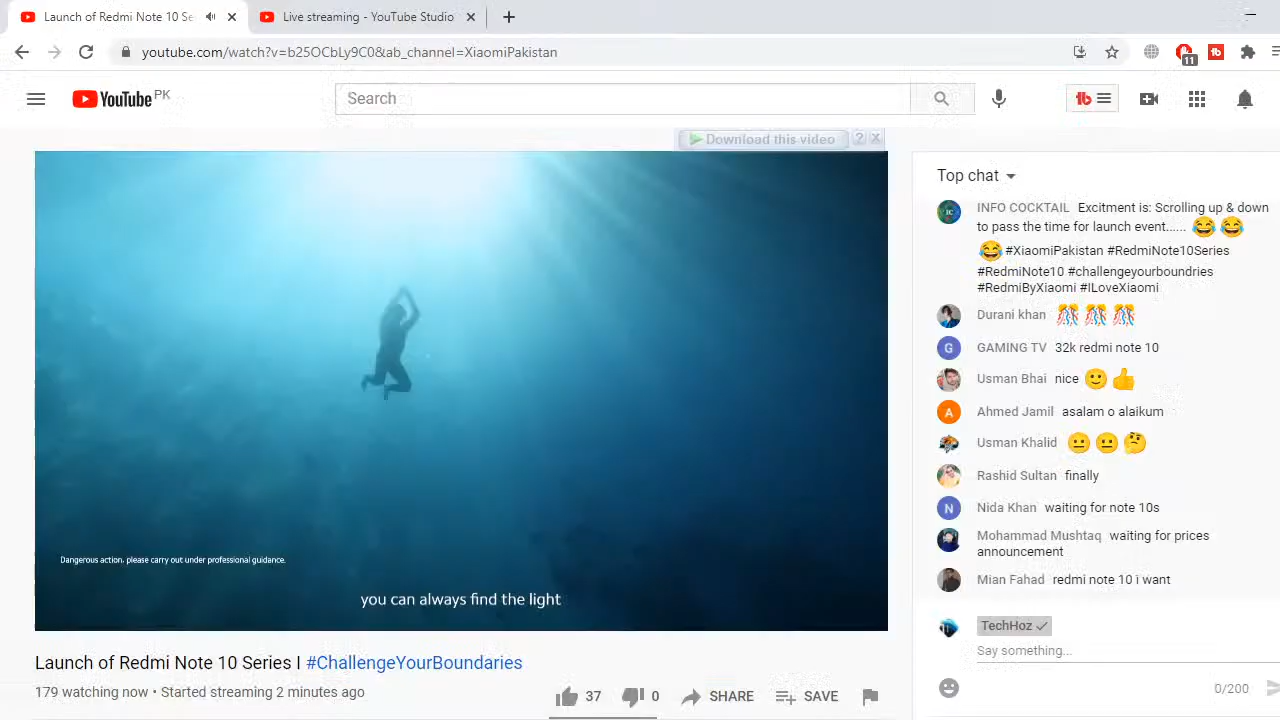 Launch of Redmi Note 10 Se
Live streaming - YouTube Studio
youtube.com/watch?v=b25OCbLy9C0&ab_channel=XiaomiPakistan
11
YouTube PK
Search
Download this video ? X
Top chat
INFO COCKTAIL Excitment is: Scrolling up & down
to pass the time for launch event...... 😂 😂
😂 #XiaomiPakistan #RedmiNote10Series
#RedmiNote10 #challengeyourboundries
#RedmiByXiaomi #ILoveXiaomi
Durani khan 🎊 🎊 🎊
G GAMING TV 32k redmi note 10
Usman Bhai nice 🙂 👍
A Ahmed Jamil asalam o alaikum
Usman Khalid 😐 😐 🤔
Rashid Sultan finally
N Nida Khan waiting for note 10s
Mohammad Mushtaq waiting for prices
announcement
Mian Fahad redmi note 10 i want
Dangerous action, please carry out under professional guidance.
you can always find the light
TechHoz ✓
Say something...
0/200
Launch of Redmi Note 10 Series I #ChallengeYourBoundaries
179 watching now • Started streaming 2 minutes ago
37 0 SHARE SAVE